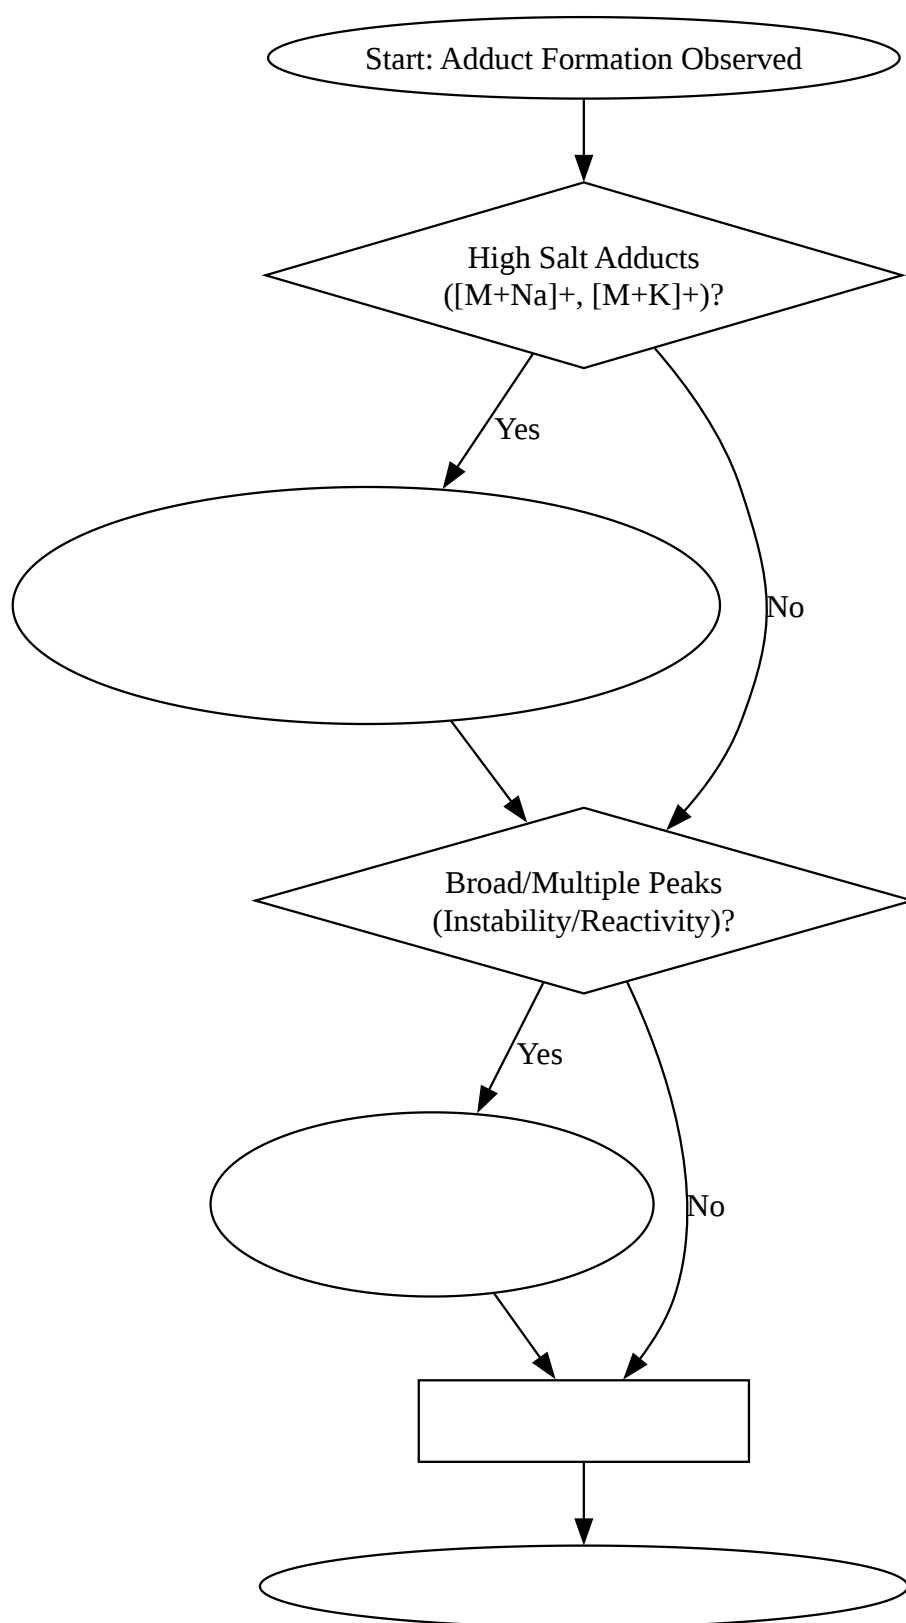 Start: Adduct Formation Observed
High Salt Adducts
([M+Na]+, [M+K]+)?
Yes
No
Broad/Multiple Peaks
(Instability/Reactivity)?
Yes
No